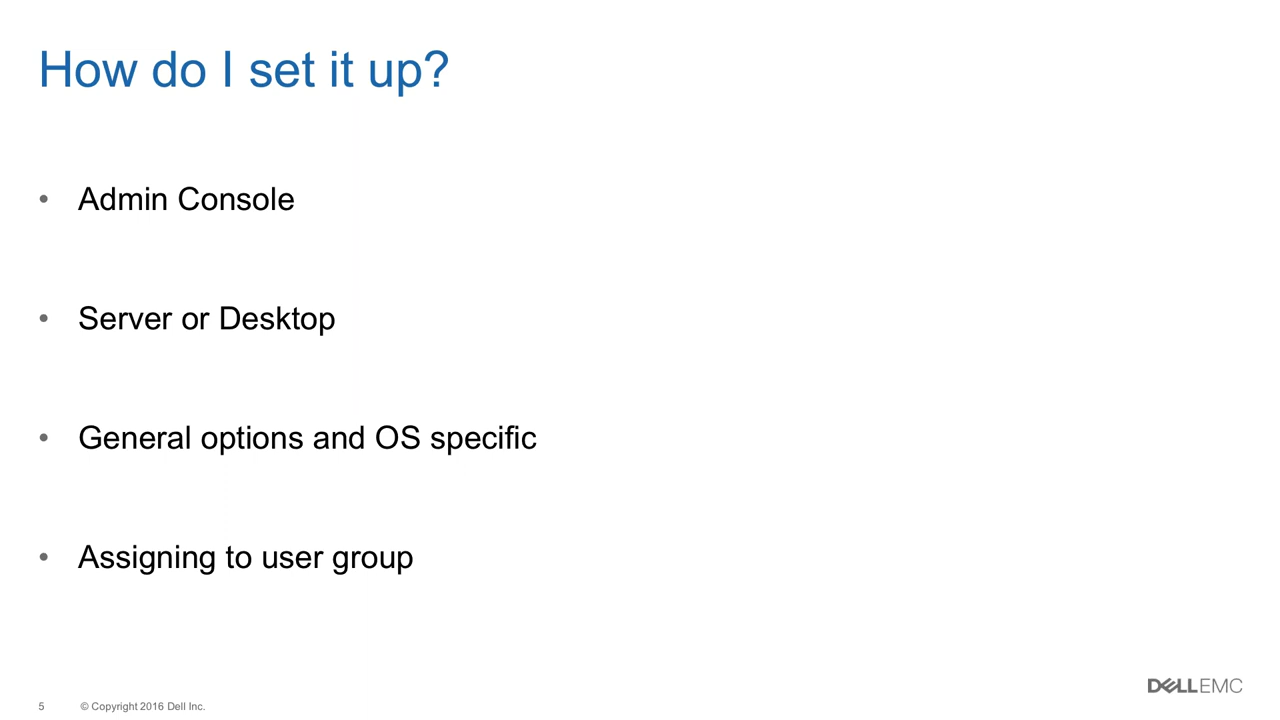 How do I set it up?
• Admin Console
• Server or Desktop
• General options and OS specific
• Assigning to user group
DELLEMC
5 © Copyright 2016 Dell Inc.